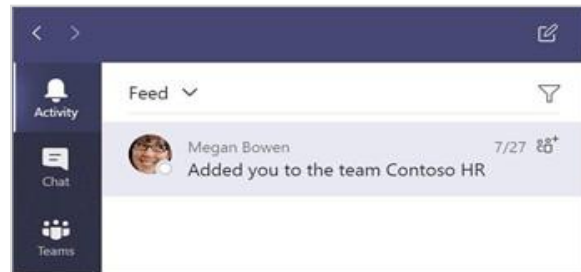 Activity
Feed
Megan Bowen 7/27
Added you to the team Contoso HR
Chat
Teams